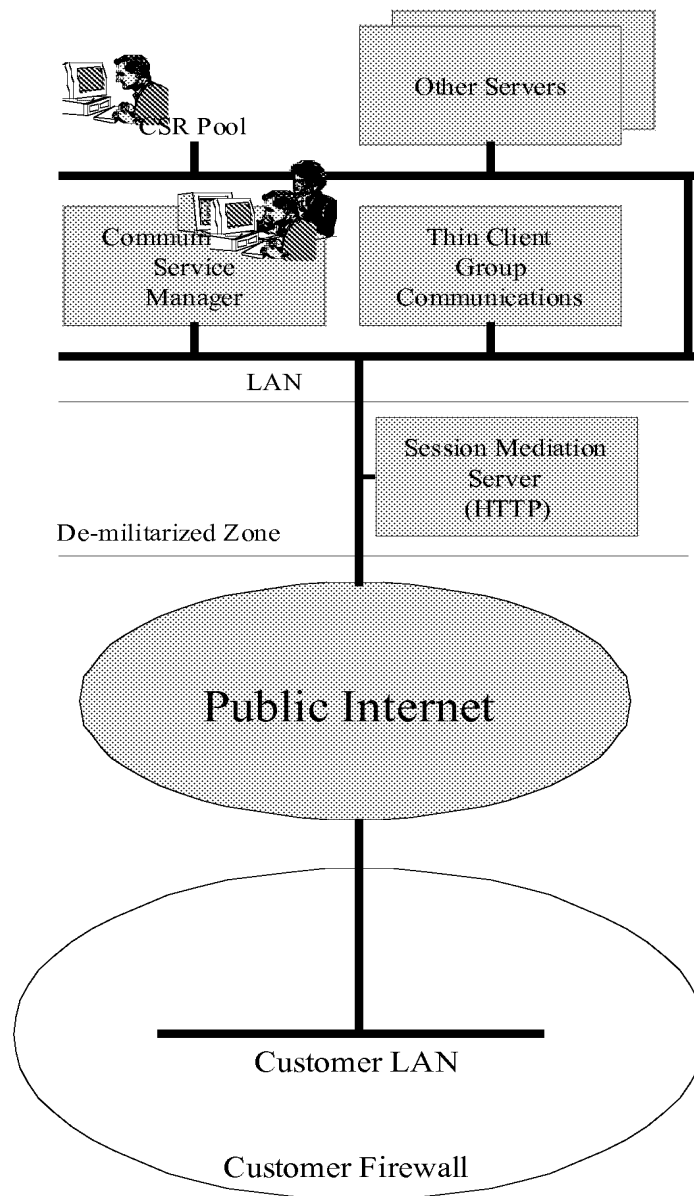 Other Servers
CSR Pool
Commun
Service
Manager
Thin Client
Group
Communications
LAN
Session Mediation
Server
(HTTP)
De-militarized Zone
Public Internet
Customer LAN
Customer Firewall